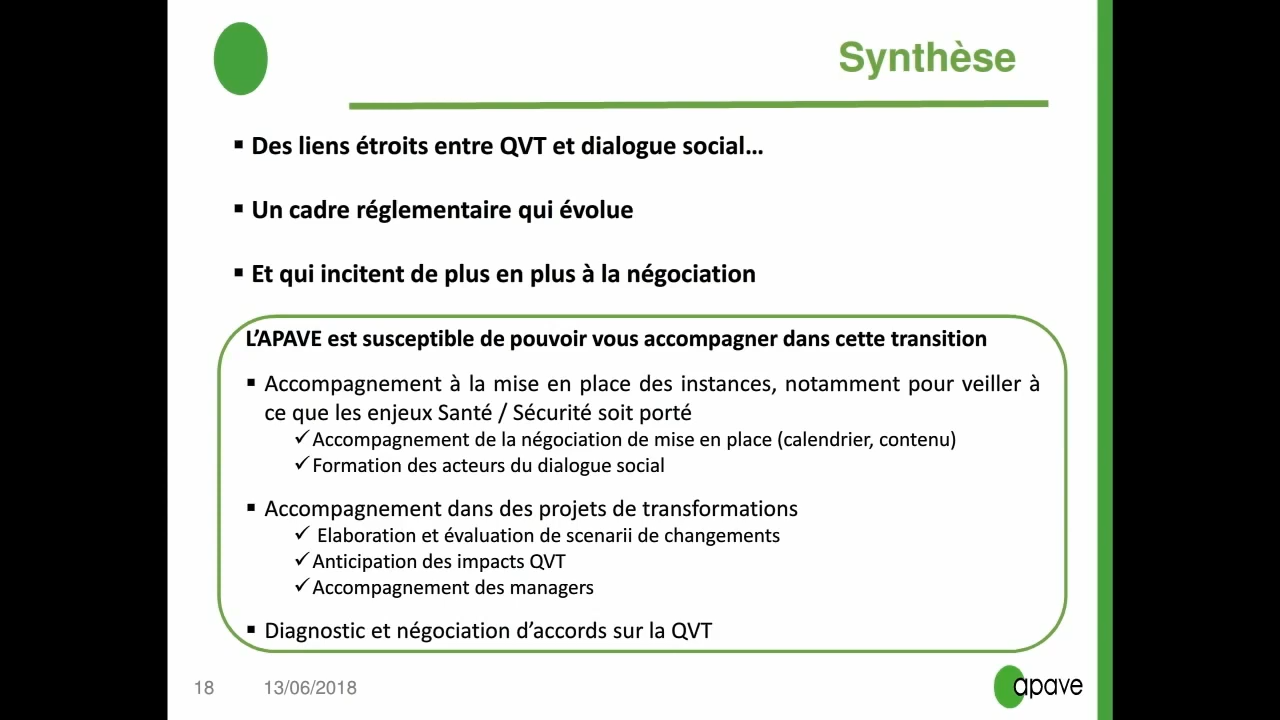 Synthèse
▪ Des liens étroits entre QVT et dialogue social…
▪ Un cadre réglementaire qui évolue
▪ Et qui incitent de plus en plus à la négociation
L’APAVE est susceptible de pouvoir vous accompagner dans cette transition
▪ Accompagnement à la mise en place des instances, notamment pour veiller à
ce que les enjeux Santé / Sécurité soit porté
✓Accompagnement de la négociation de mise en place (calendrier, contenu)
✓Formation des acteurs du dialogue social
▪ Accompagnement dans des projets de transformations
✓ Elaboration et évaluation de scenarii de changements
✓Anticipation des impacts QVT
✓Accompagnement des managers
▪ Diagnostic et négociation d’accords sur la QVT
18 13/06/2018
apave